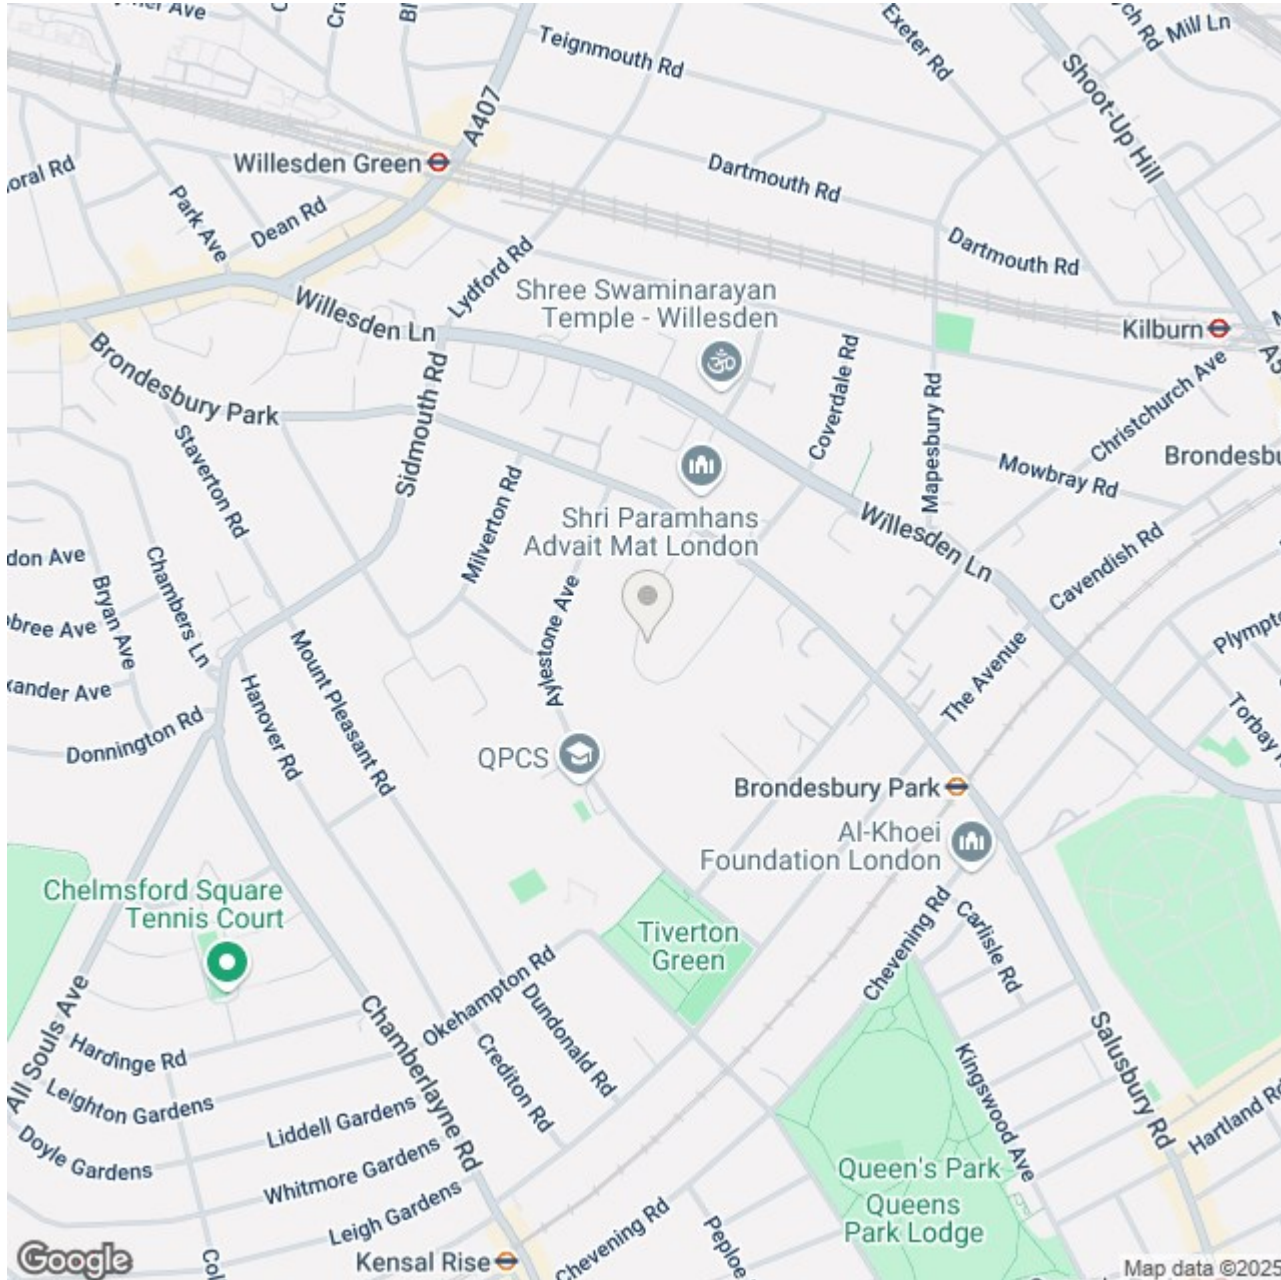 Teignmouth Rd
Exeter Rd
Mill Ln
Shoot-Up Hill
A407
Willesden Green
Dartmouth Rd
Park Ave
Dean Rd
Lydford Rd
Dartmouth Rd
Willesden Ln
Shree Swaminarayan
Temple - Willesden
Kilburn
Brondesbury Park
Sidmouth Rd
Coverdale Rd
Mapesbury Rd
Christchurch Ave
Staverton Rd
Milverton Rd
Mowbray Rd
Shri Paramhans
Advait Mat London
Willesden Ln
Cavendish Rd
Chambers Ln
Bryan Ave
Aylestone Ave
Mount Pleasant Rd
The Avenue
Hanover Rd
Donnington Rd
QPCS
Brondesbury Park
Al-Khoei
Foundation London
Chelmsford Square
Tennis Court
Tiverton
Green
Chevening Rd
Carlisle Rd
Okehampton Rd
Dundonald Rd
All Souls Ave
Hardinge Rd
Chamberlayne Rd
Crediton Rd
Kingswood Ave
Salusbury Rd
Leighton Gardens
Liddell Gardens
Hartland Rd
Doyle Gardens
Whitmore Gardens
Queen's Park
Queens
Park Lodge
Leigh Gardens
Kensal Rise
Chevening Rd
Google
Map data ©2025